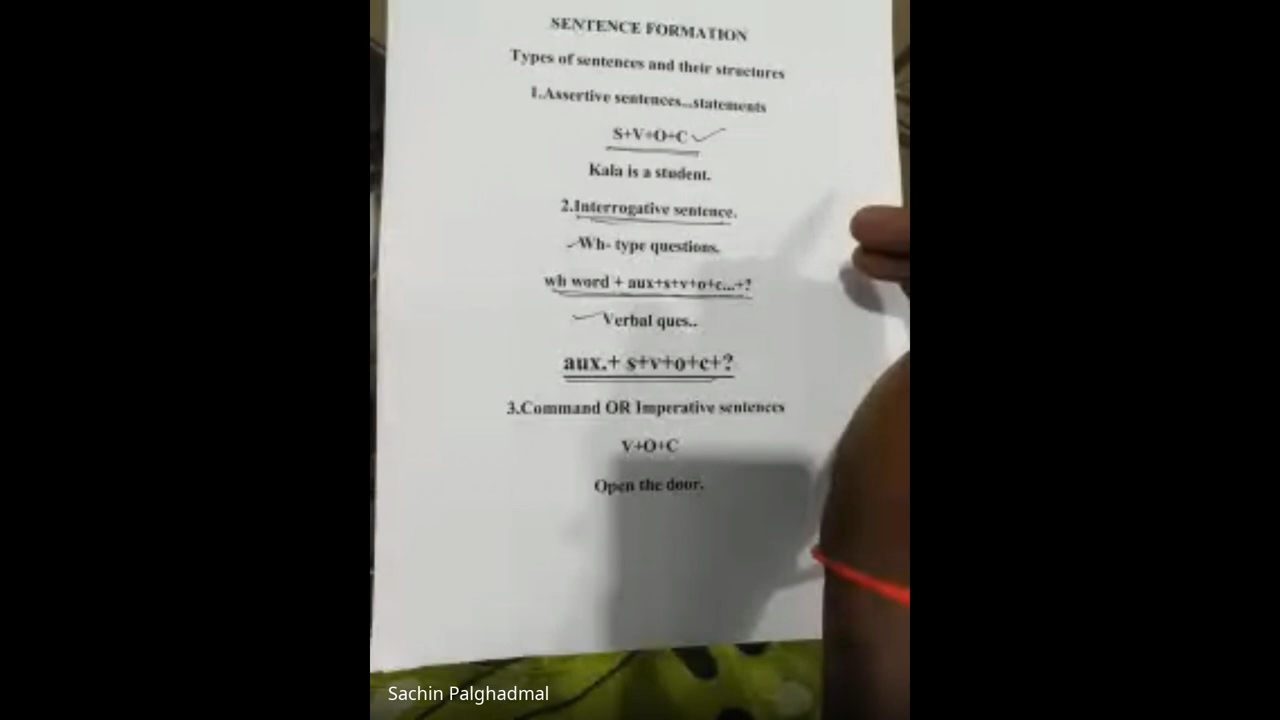 SENTENCE FORMATION
Types of sentences and their structures
1.Assertive sentences...statements
S+V+O+C
Kala is a student.
2.Interrogative sentence.
Wh- type questions.
wh word + aux+s+v+o+c...+?
Verbal ques..
aux.+ s+v+o+c+?
3.Command OR Imperative sentences
V+O+C
Open the door.
Sachin Palghadmal